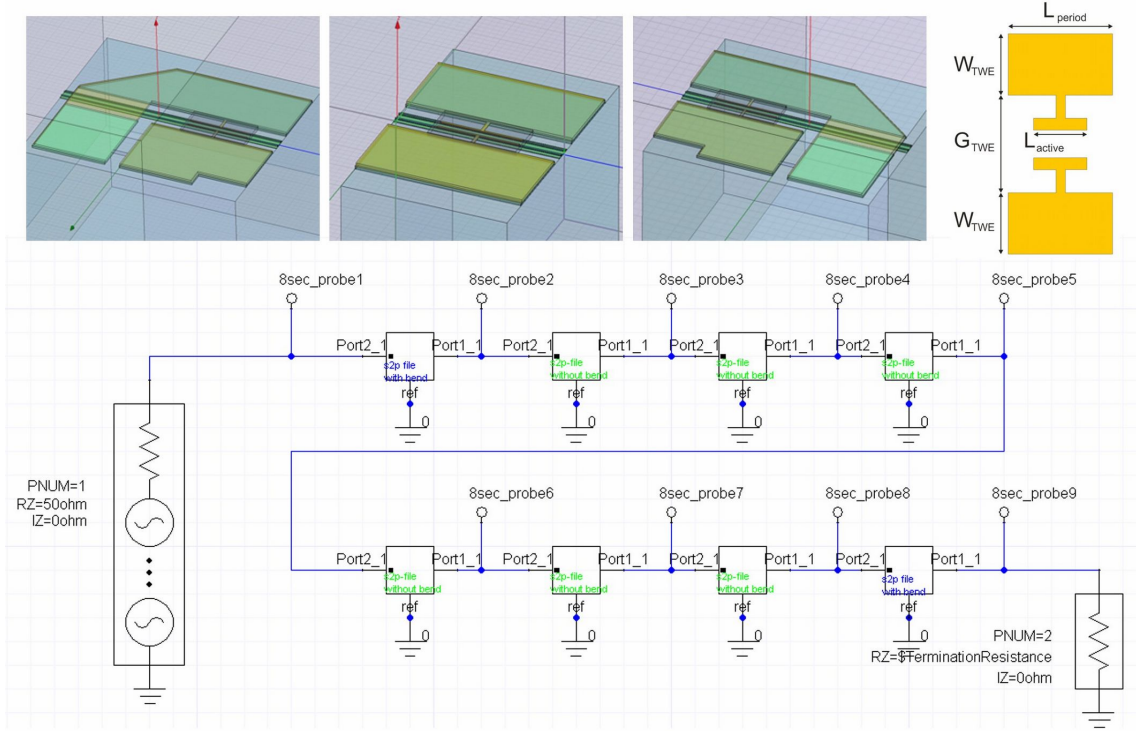 L period
W TWE
G TWE
L active
W TWE
8sec_probe1
8sec_probe2
8sec_probe3
8sec_probe4
8sec_probe5
Port2_1
Port1_1
Port2_1
Port1_1
Port2_1
Port1_1
Port2_1
Port1_1
s2p file
with bend
s2p-file
without bend
s2p-file
without bend
s2p-file
without bend
ref
ref
ref
ref
0
0
0
0
PNUM=1
RZ=50ohm
IZ=0ohm
8sec_probe6
8sec_probe7
8sec_probe8
8sec_probe9
Port2_1
Port1_1
Port2_1
Port1_1
Port2_1
Port1_1
Port2_1
Port1_1
s2p-file
without bend
s2p-file
without bend
s2p-file
without bend
s2p file
with bend
ref
ref
ref
ref
0
0
0
0
PNUM=2
RZ=$TerminationResistance
IZ=0ohm